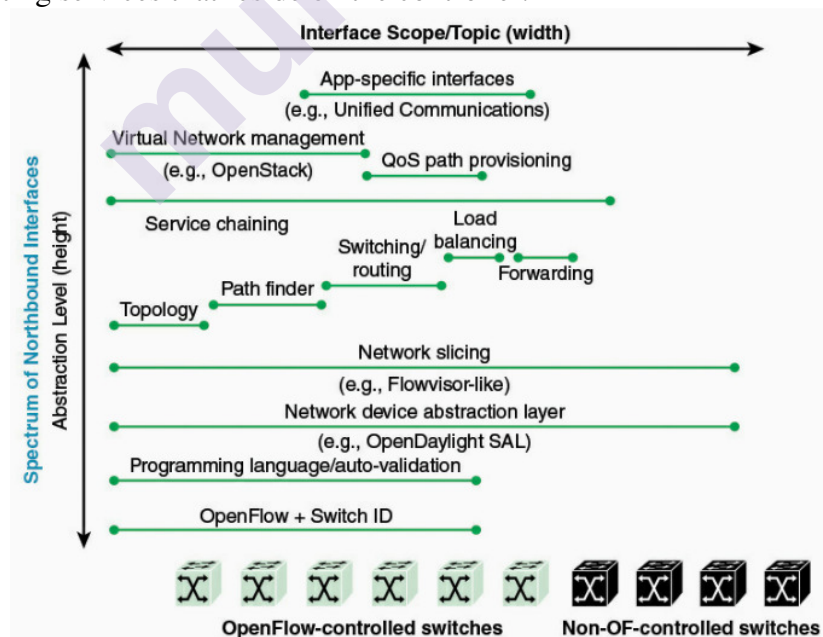 Interface Scope/Topic (width)
App-specific interfaces
(e.g., Unified Communications)
Virtual Network management
(e.g., OpenStack)
QoS path provisioning
Service chaining
Load
balancing
Switching/
routing
Forwarding
Path finder
Topology
Network slicing
(e.g., Flowvisor-like)
Network device abstraction layer
(e.g., OpenDaylight SAL)
Programming language/auto-validation
OpenFlow + Switch ID
Spectrum of Northbound Interfaces
Abstraction Level (height)
OpenFlow-controlled switches
Non-OF-controlled switches